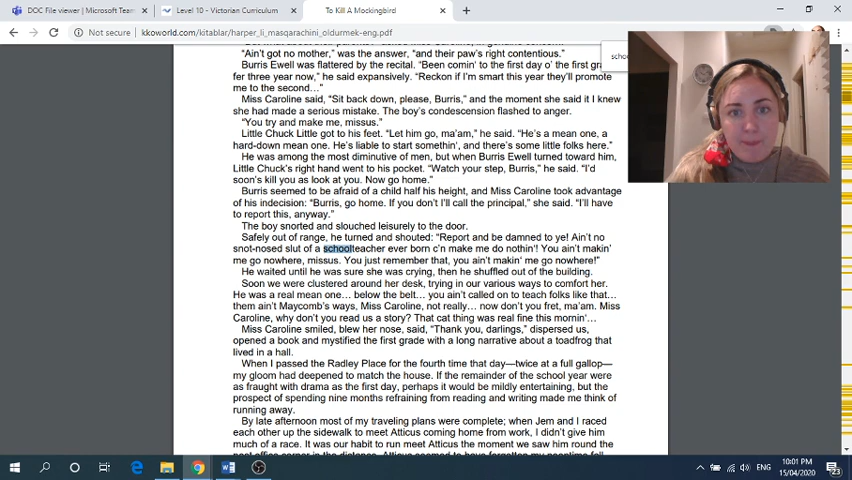 DOC File viewer | Microsoft Team
Level 10 - Victorian Curriculum
To Kill A Mockingbird
Not secure | kkoworld.com/kitablar/harper_li_masqarachini_oldurmek-eng.pdf
"Ain't got no mother," was the answer, "and their paw's right contentious."
Burris Ewell was flattered by the recital. "Been comin' to the first day o' the first gra
fer three year now," he said expansively. "Reckon if I'm smart this year they'll promote
me to the second…"
Miss Caroline said, "Sit back down, please, Burris," and the moment she said it I knew
she had made a serious mistake. The boy's condescension flashed to anger.
"You try and make me, missus."
Little Chuck Little got to his feet. "Let him go, ma'am," he said. "He's a mean one, a
hard-down mean one. He's liable to start somethin', and there's some little folks here."
He was among the most diminutive of men, but when Burris Ewell turned toward him,
Little Chuck's right hand went to his pocket. "Watch your step, Burris," he said. "I'd
soon's kill you as look at you. Now go home."
Burris seemed to be afraid of a child half his height, and Miss Caroline took advantage
of his indecision: "Burris, go home. If you don't I'll call the principal," she said. "I'll have
to report this, anyway."
The boy snorted and slouched leisurely to the door.
Safely out of range, he turned and shouted: "Report and be damned to ye! Ain't no
snot-nosed slut of a schoolteacher ever born c'n make me do nothin'! You ain't makin'
me go nowhere, missus. You just remember that, you ain't makin' me go nowhere!"
He waited until he was sure she was crying, then he shuffled out of the building.
Soon we were clustered around her desk, trying in our various ways to comfort her.
He was a real mean one… below the belt… you ain't called on to teach folks like that…
them ain't Maycomb's ways, Miss Caroline, not really… now don't you fret, ma'am. Miss
Caroline, why don't you read us a story? That cat thing was real fine this mornin'…
Miss Caroline smiled, blew her nose, said, "Thank you, darlings," dispersed us,
opened a book and mystified the first grade with a long narrative about a toadfrog that
lived in a hall.
When I passed the Radley Place for the fourth time that day—twice at a full gallop—
my gloom had deepened to match the house. If the remainder of the school year were
as fraught with drama as the first day, perhaps it would be mildly entertaining, but the
prospect of spending nine months refraining from reading and writing made me think of
running away.
By late afternoon most of my traveling plans were complete; when Jem and I raced
each other up the sidewalk to meet Atticus coming home from work, I didn't give him
much of a race. It was our habit to run meet Atticus the moment we saw him round the
ENG
10:01 PM
15/04/2020
23